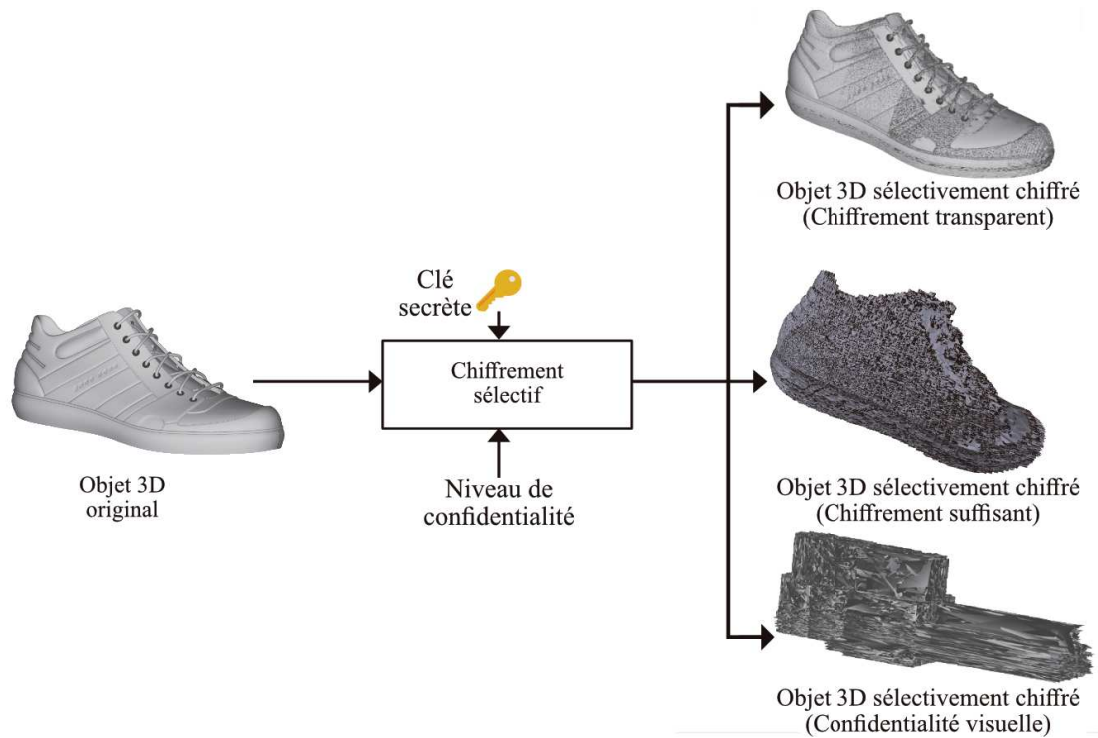 Objet 3D
original
Clé
secrète
Chiffrement
sélectif
Niveau de
confidentialité
Objet 3D sélectivement chiffré
(Chiffrement transparent)
Objet 3D sélectivement chiffré
(Chiffrement suffisant)
Objet 3D sélectivement chiffré
(Confidentialité visuelle)